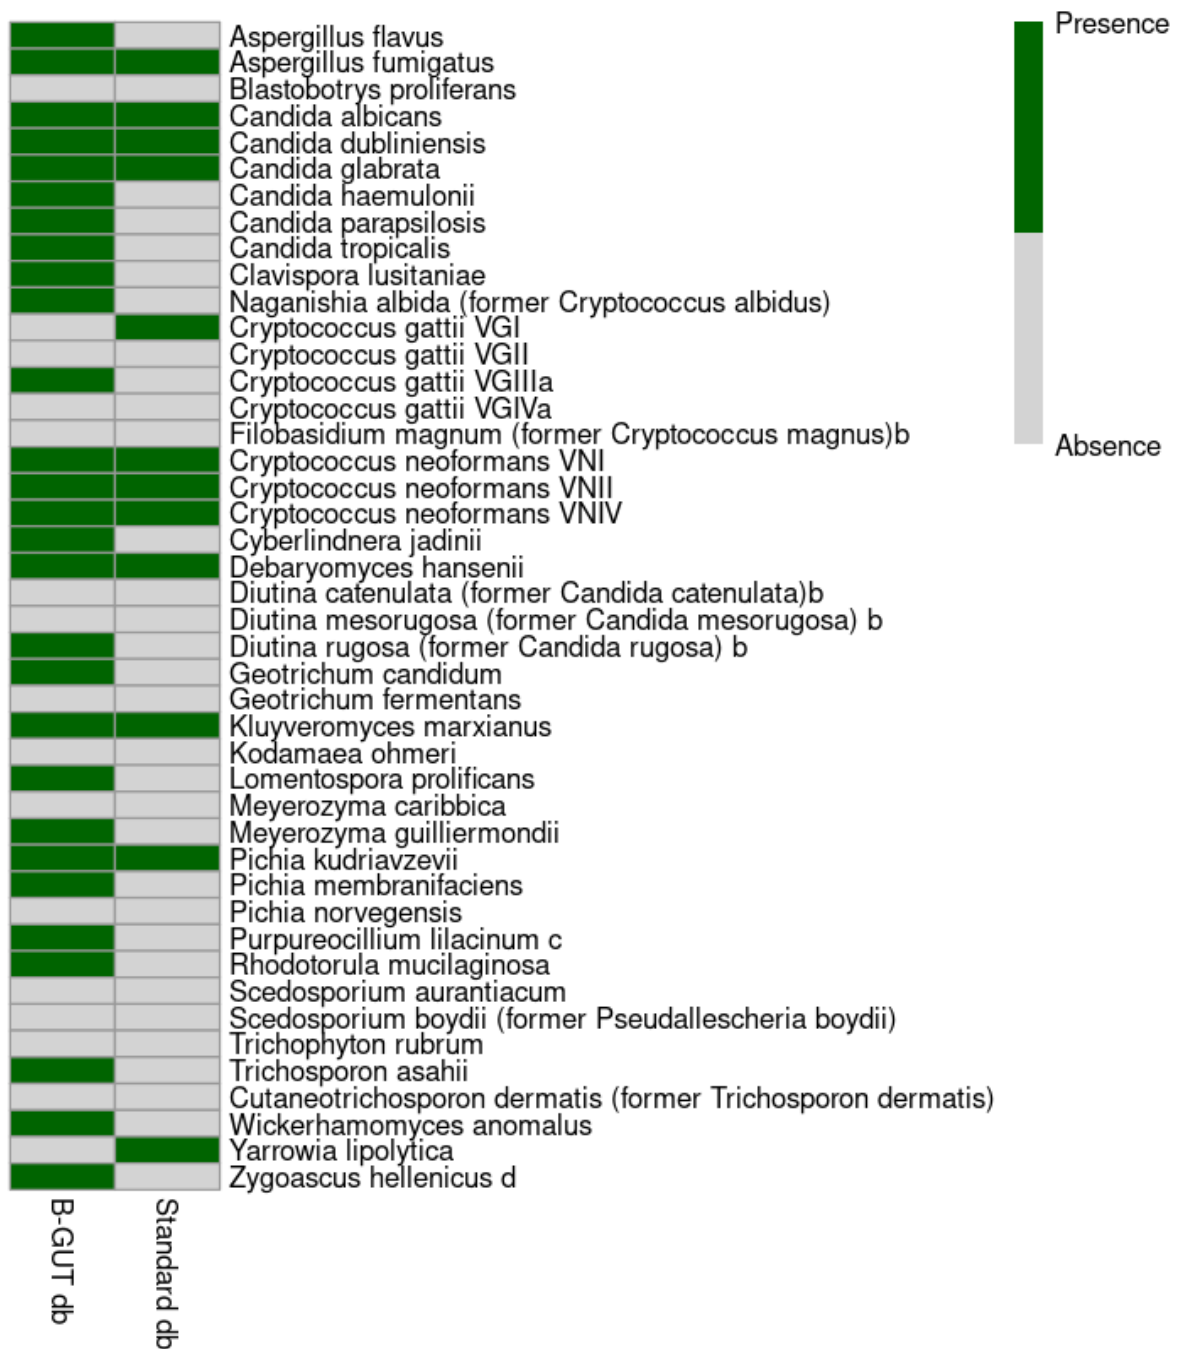 Aspergillus flavus
Aspergillus fumigatus
Blastobotrys proliferans
Candida albicans
Candida dubliniensis
Candida glabrata
Candida haemulonii
Candida parapsilosis
Candida tropicalis
Clavispora lusitaniae
Naganishia albida (former Cryptococcus albidus)
Cryptococcus gattii VGI
Cryptococcus gattii VGII
Cryptococcus gattii VGIIIa
Cryptococcus gattii VGIVa
Filobasidium magnum (former Cryptococcus magnus)b
Cryptococcus neoformans VNI
Cryptococcus neoformans VNII
Cryptococcus neoformans VNIV
Cyberlindnera jadinii
Debaryomyces hansenii
Diutina catenulata (former Candida catenulata)b
Diutina mesorugosa (former Candida mesorugosa) b
Diutina rugosa (former Candida rugosa) b
Geotrichum candidum
Geotrichum fermentans
Kluyveromyces marxianus
Kodamaea ohmeri
Lomentospora prolificans
Meyerozyma caribbica
Meyerozyma guilliermondii
Pichia kudriavzevii
Pichia membranifaciens
Pichia norvegensis
Purpureocillium lilacinum c
Rhodotorula mucilaginosa
Scedosporium aurantiacum
Scedosporium boydii (former Pseudallescheria boydii)
Trichophyton rubrum
Trichosporon asahii
Cutaneotrichosporon dermatis (former Trichosporon dermatis)
Wickerhamomyces anomalus
Yarrowia lipolytica
Zygoascus hellenicus d
B-GUT db
Standard db
Presence
Absence